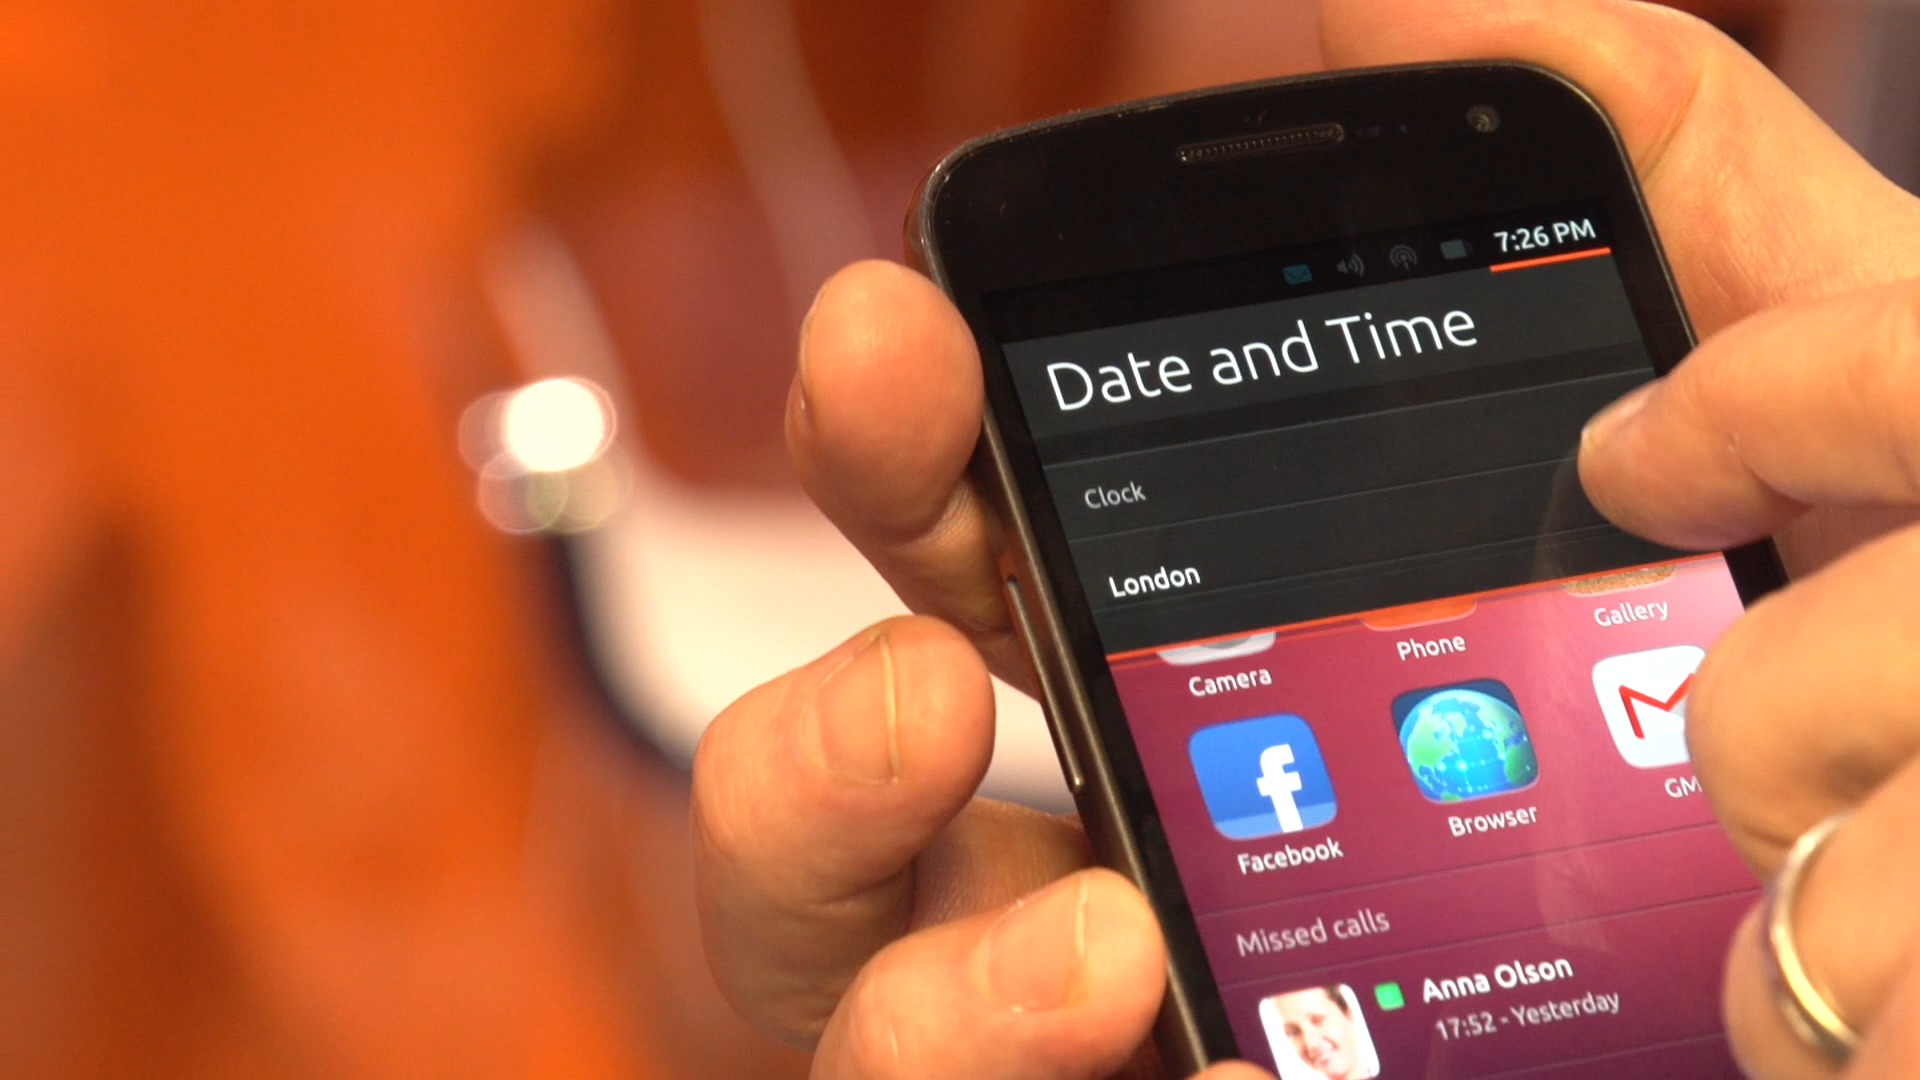 7:26 PM
Date and Time
Clock
London
Camera
Phone
Gallery
Facebook
Browser
GM
Missed calls
Anna Olson
17:52 - Yesterday